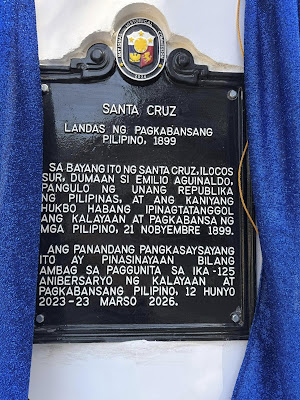 SANTA CRUZ
LANDAS NG PAGKABANSANG
PILIPINO, 1899
SA BAYANG ITO NG SANTA CRUZ, ILOCOS
SUR, DUMAAN SI EMILIO AGUINALDO,
PANGULO NG UNANG REPUBLIKA
NG PILIPINAS, AT ANG KANIYANG
HUKBO HABANG IPINAGTATANGGOL
ANG KALAYAAN AT PAGKABANSA NG
MGA PILIPINO, 21 NOBYEMBRE 1899.
ANG PANANDANG PANGKASAYSAYANG
ITO AY PINASINAYAAN BILANG
AMBAG SA PAGGUNITA SA IKA-125
ANIBERSARYO NG KALAYAAN AT
PAGKABANSANG PILIPINO, 12 HUNYO
2023-23 MARSO 2026.